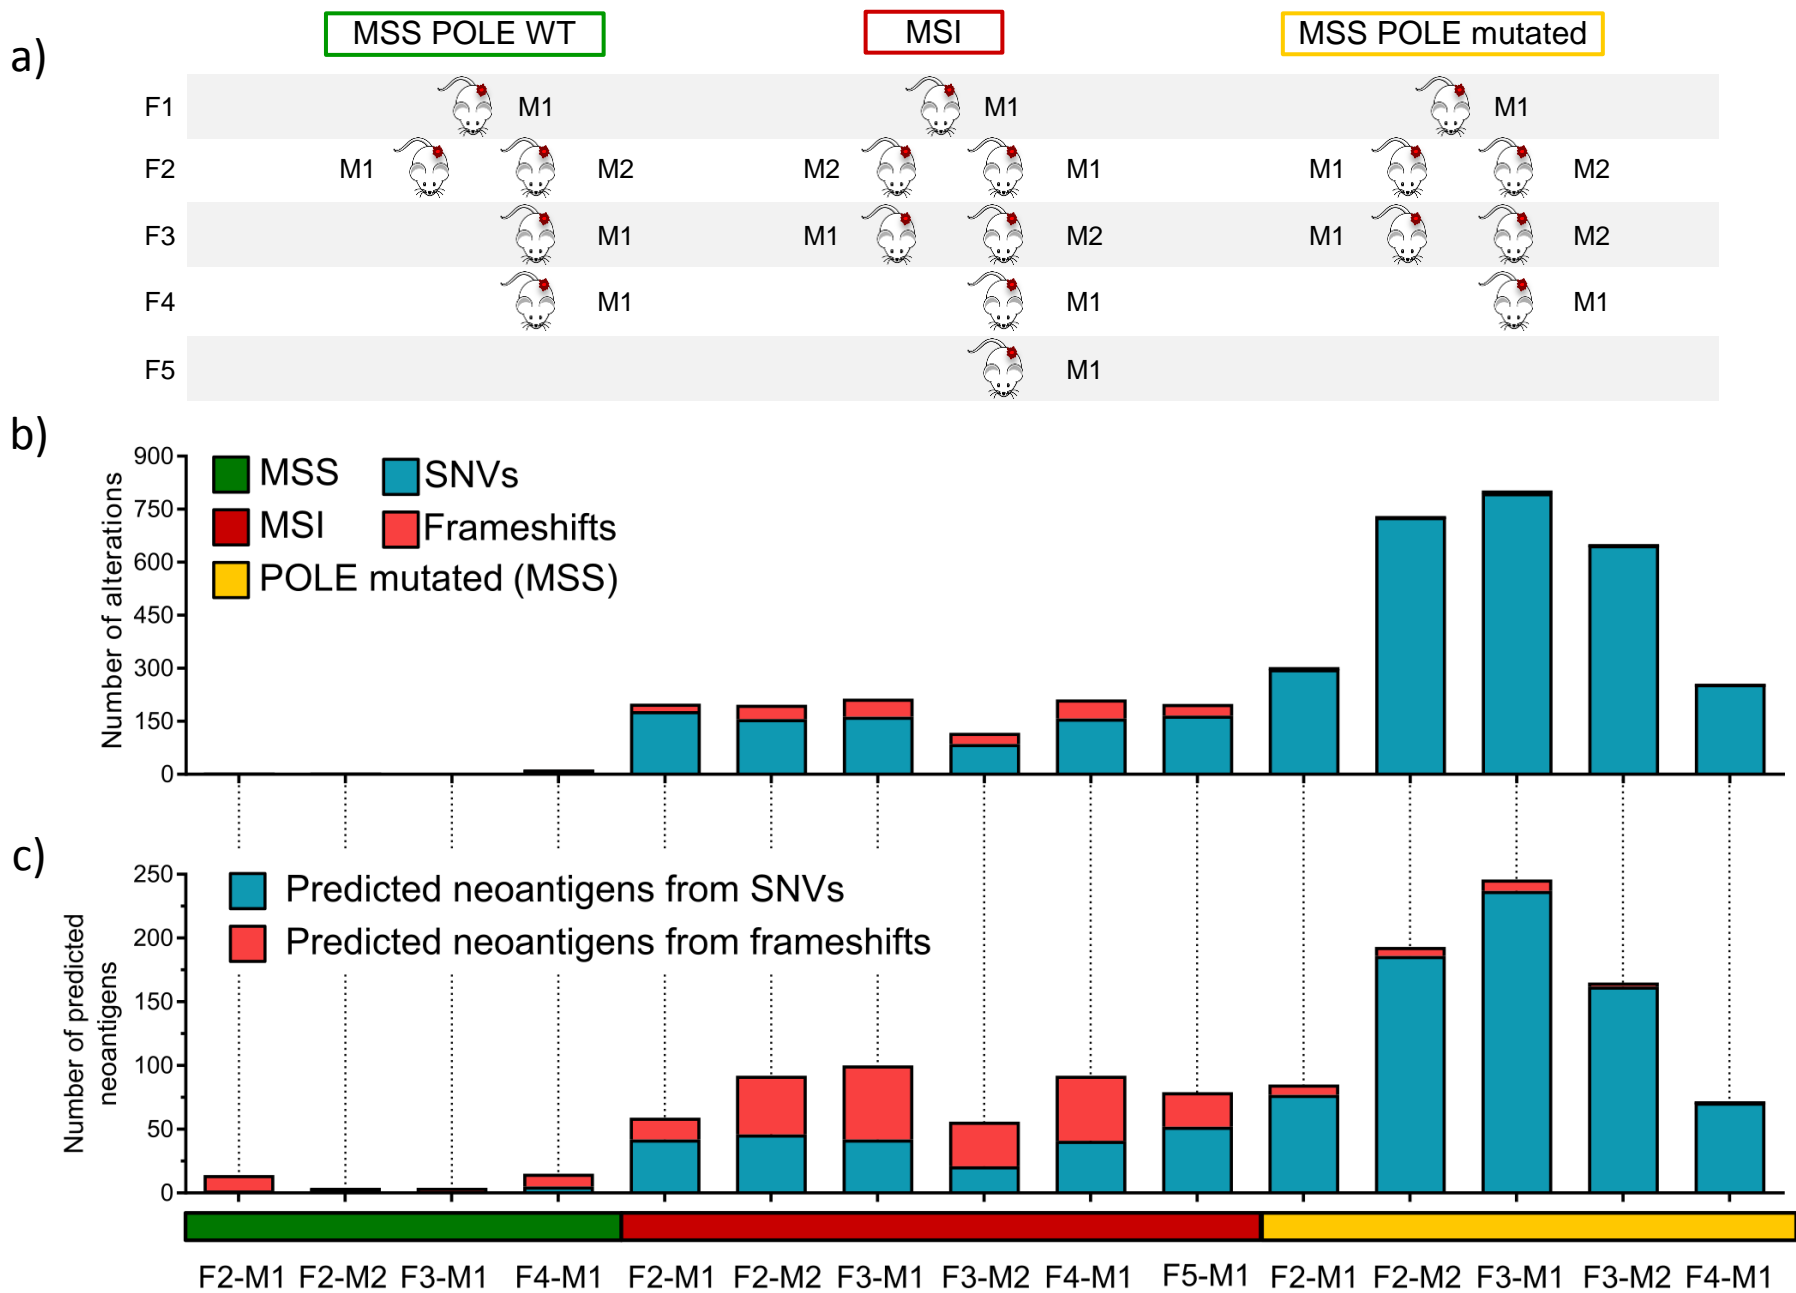 a)
MSS POLE WT MSI MSS POLE mutated
F1 M1 M1 M1
F2 M1 M2 M2 M1 M1 M2
F3 M1 M1 M2 M1 M2
F4 M1 M1 M1
F5 M1
b)
Number of alterations
900
750
600
450
300
150
0
MSS SNVs
MSI Frameshifts
POLE mutated (MSS)
c)
Number of predicted
neoantigens
250
200
150
100
50
0
Predicted neoantigens from SNVs
Predicted neoantigens from frameshifts
F2-M1 F2-M2 F3-M1 F4-M1 F2-M1 F2-M2 F3-M1 F3-M2 F4-M1 F5-M1 F2-M1 F2-M2 F3-M1 F3-M2 F4-M1